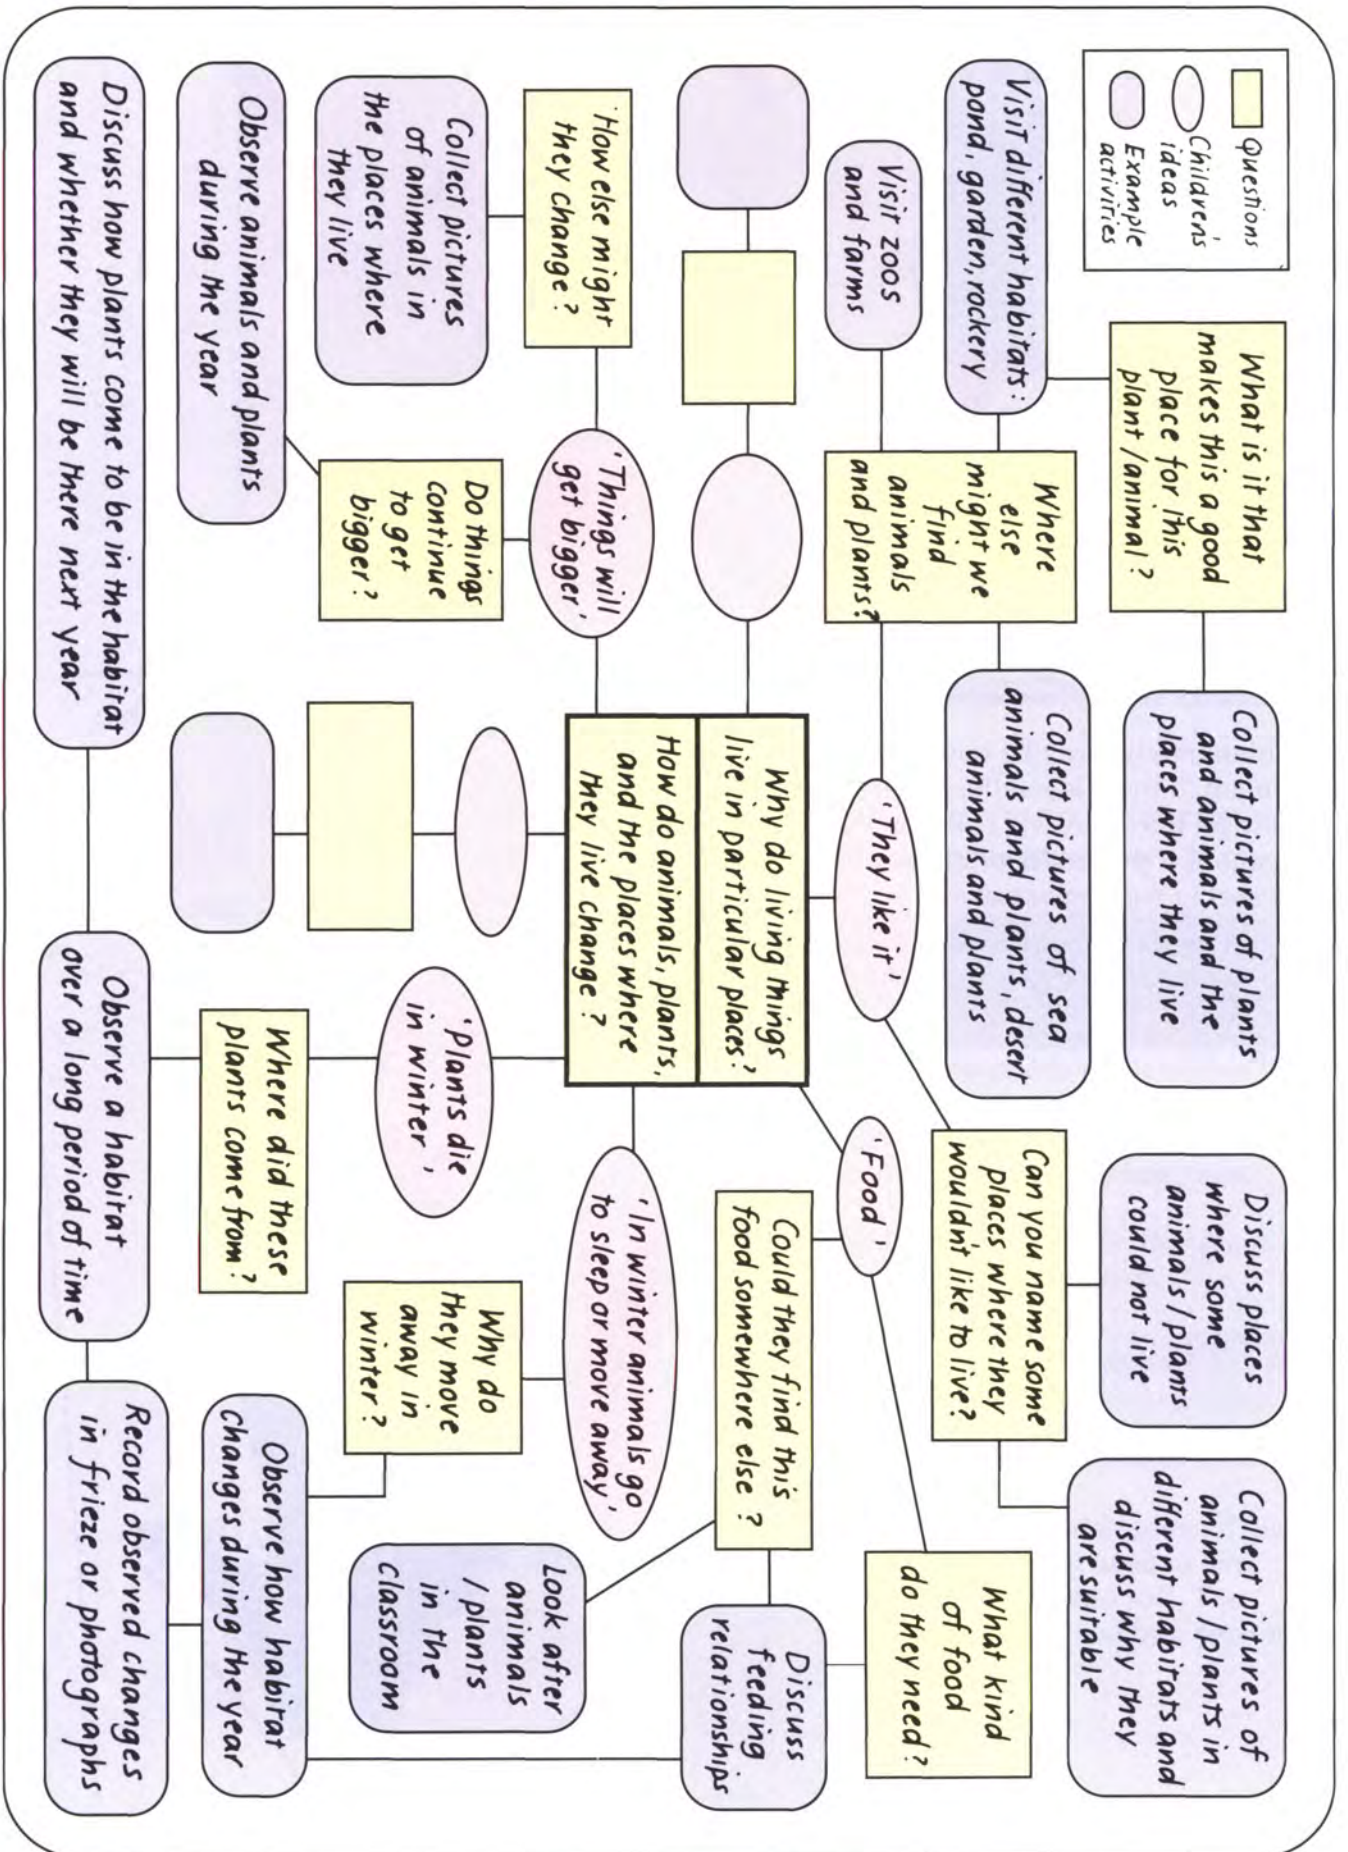 Questions
Children's
ideas
Example
activities
What is it that
makes this a good
place for this
plant/animal?
Collect pictures of plants
and animals and the
places where they live
Discuss places
where some
animals/plants
could not live
Collect pictures of
animals/plants in
different habitats and
discuss why they
are suitable
Visit different habitats:
pond, garden, rockery
Where
else
might we
find
animals
and plants?
Collect pictures of sea
animals and plants, desert
animals and plants
Can you name some
places where they
wouldn't like to live?
What kind
of food
do they need?
Visit zoos
and farms
'They like it'
'Food'
Could they find this
food somewhere else?
Discuss
feeding
relationships
Why do living things
live in particular places?
How do animals, plants,
and the places where
they live change?
'How else might
they change?
'Things will
get bigger'
'In winter animals go
to sleep or move away'
Look after
animals
/plants
in the
classroom
Collect pictures
of animals in
the places where
they live
Do things
continue
to get
bigger?
'Plants die
in winter'
Why do
they move
away in
winter?
Observe animals and plants
during the year
Where did these
plants come from?
Observe how habitat
changes during the year
Discuss how plants come to be in the habitat
and whether they will be there next year
Observe a habitat
over a long period of time
Record observed changes
in frieze or photographs